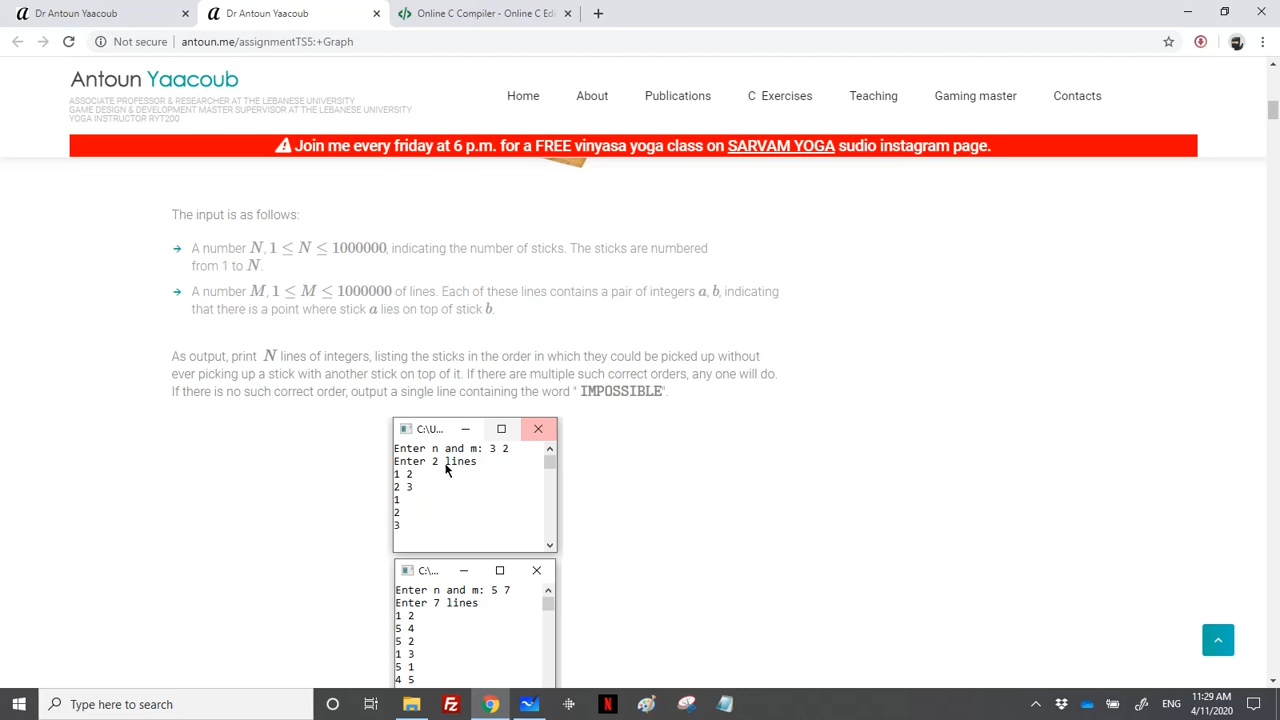 Dr Antoun Yaacoub
Dr Antoun Yaacoub
Online C Compiler - Online C Edi
Not secure
antoun.me/assignmentTS5:+Graph
Antoun Yaacoub
ASSOCIATE PROFESSOR & RESEARCHER AT THE LEBANESE UNIVERSITY
GAME DESIGN & DEVELOPMENT MASTER SUPERVISOR AT THE LEBANESE UNIVERSITY
YOGA INSTRUCTOR RYT200
Home About Publications C Exercises Teaching Gaming master Contacts
Join me every friday at 6 p.m. for a FREE vinyasa yoga class on SARVAM YOGA sudio instagram page.
The input is as follows:
A number N, 1 ≤ N ≤ 1000000, indicating the number of sticks. The sticks are numbered
from 1 to N.
A number M, 1 ≤ M ≤ 1000000 of lines. Each of these lines contains a pair of integers a, b, indicating
that there is a point where stick a lies on top of stick b.
As output, print N lines of integers, listing the sticks in the order in which they could be picked up without
ever picking up a stick with another stick on top of it. If there are multiple such correct orders, any one will do.
If there is no such correct order, output a single line containing the word " IMPOSSIBLE".
C:\U...
Enter n and m: 3 2
Enter 2 lines
1 2
2 3
1
2
3
C:\...
Enter n and m: 5 7
Enter 7 lines
1 2
5 4
5 2
1 3
5 1
4 5
Type here to search
ENG
11:29 AM
4/11/2020